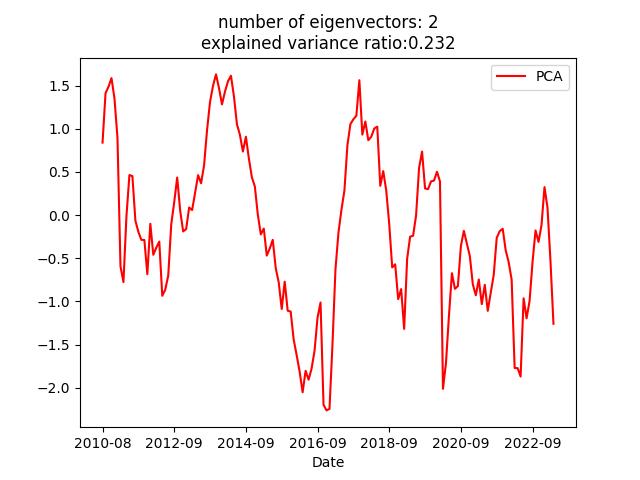 number of eigenvectors: 2
explained variance ratio:0.232
PCA
1.5
1.0
0.5
0.0
−0.5
−1.0
−1.5
−2.0
2010-08 2012-09 2014-09 2016-09 2018-09 2020-09 2022-09
Date